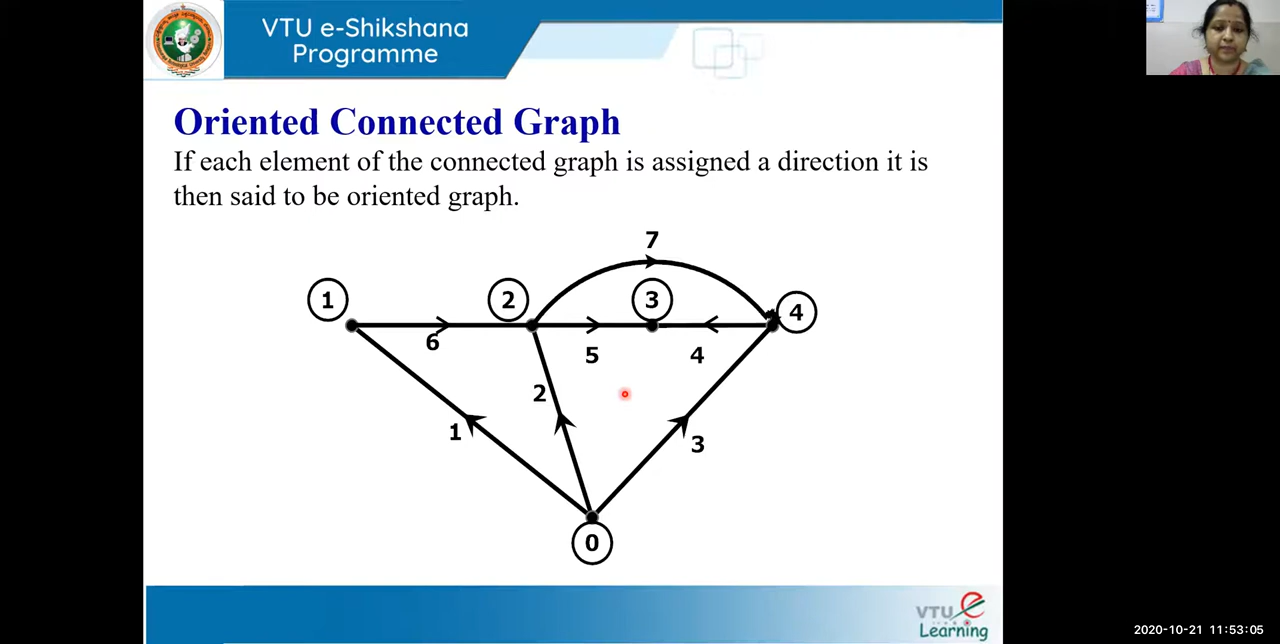 VTU e-Shikshana
Programme
Oriented Connected Graph
If each element of the connected graph is assigned a direction it is
then said to be oriented graph.
7
1
2
3
4
6
5
4
2
1
3
0
VTU e
Learning
2020-10-21 11:53:05